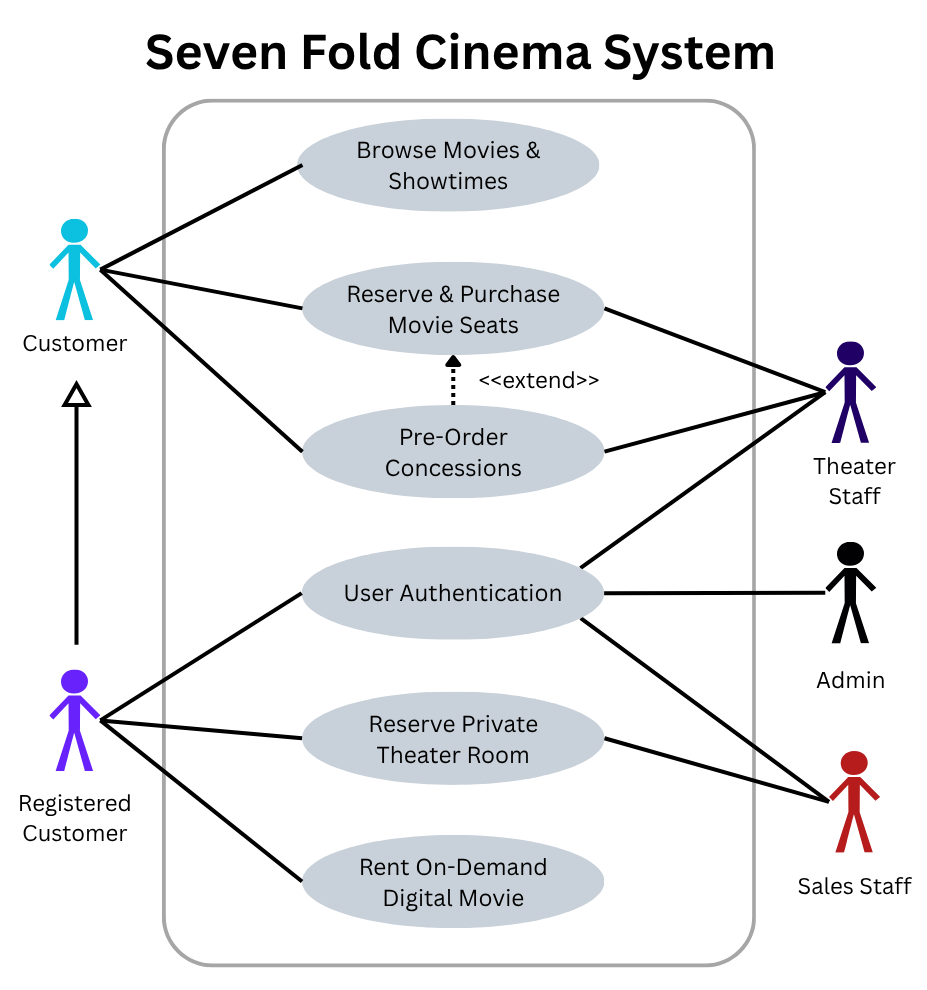 Seven Fold Cinema System
Browse Movies &
Showtimes
Customer
Reserve & Purchase
Movie Seats
<<extend>>
Pre-Order
Concessions
Theater
Staff
User Authentication
Admin
Reserve Private
Theater Room
Registered
Customer
Rent On-Demand
Digital Movie
Sales Staff